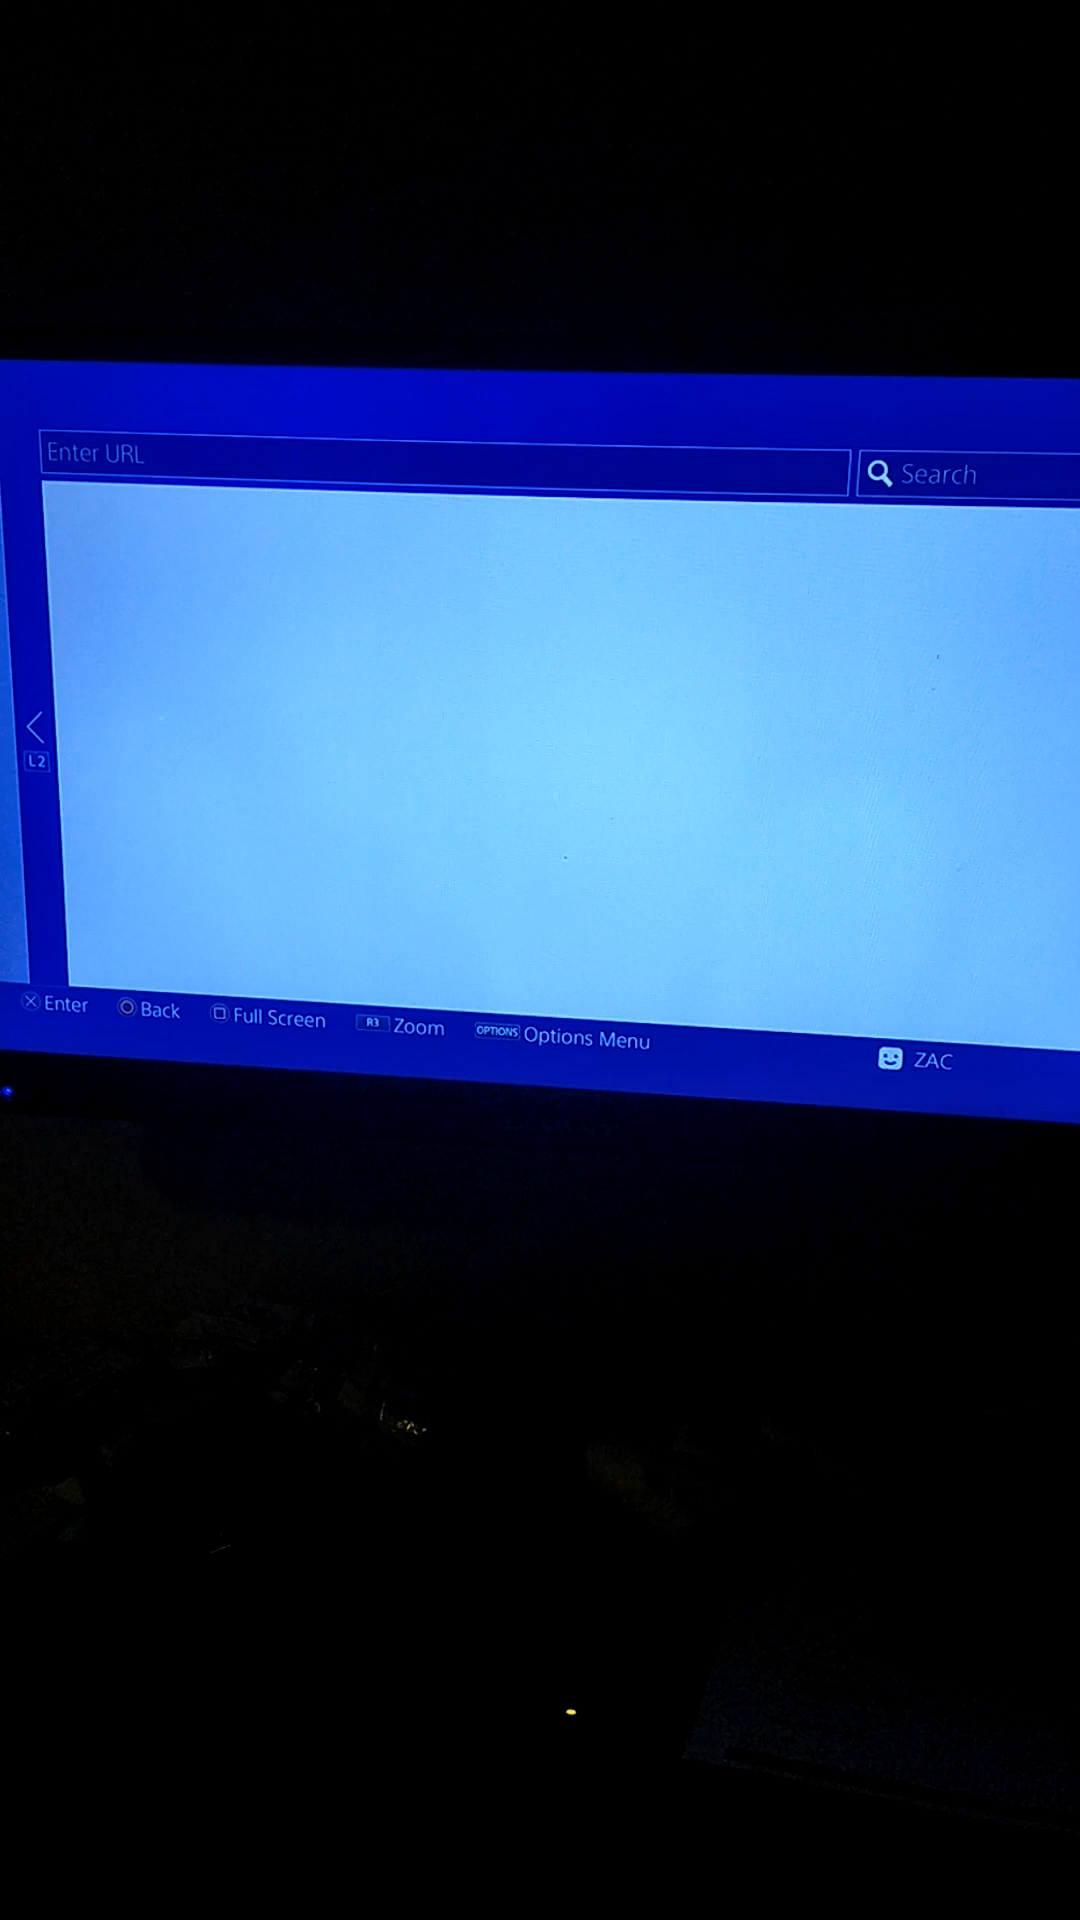 Enter URL
Search
L2
Enter Back Full Screen R3 Zoom OPTIONS Options Menu
ZAC